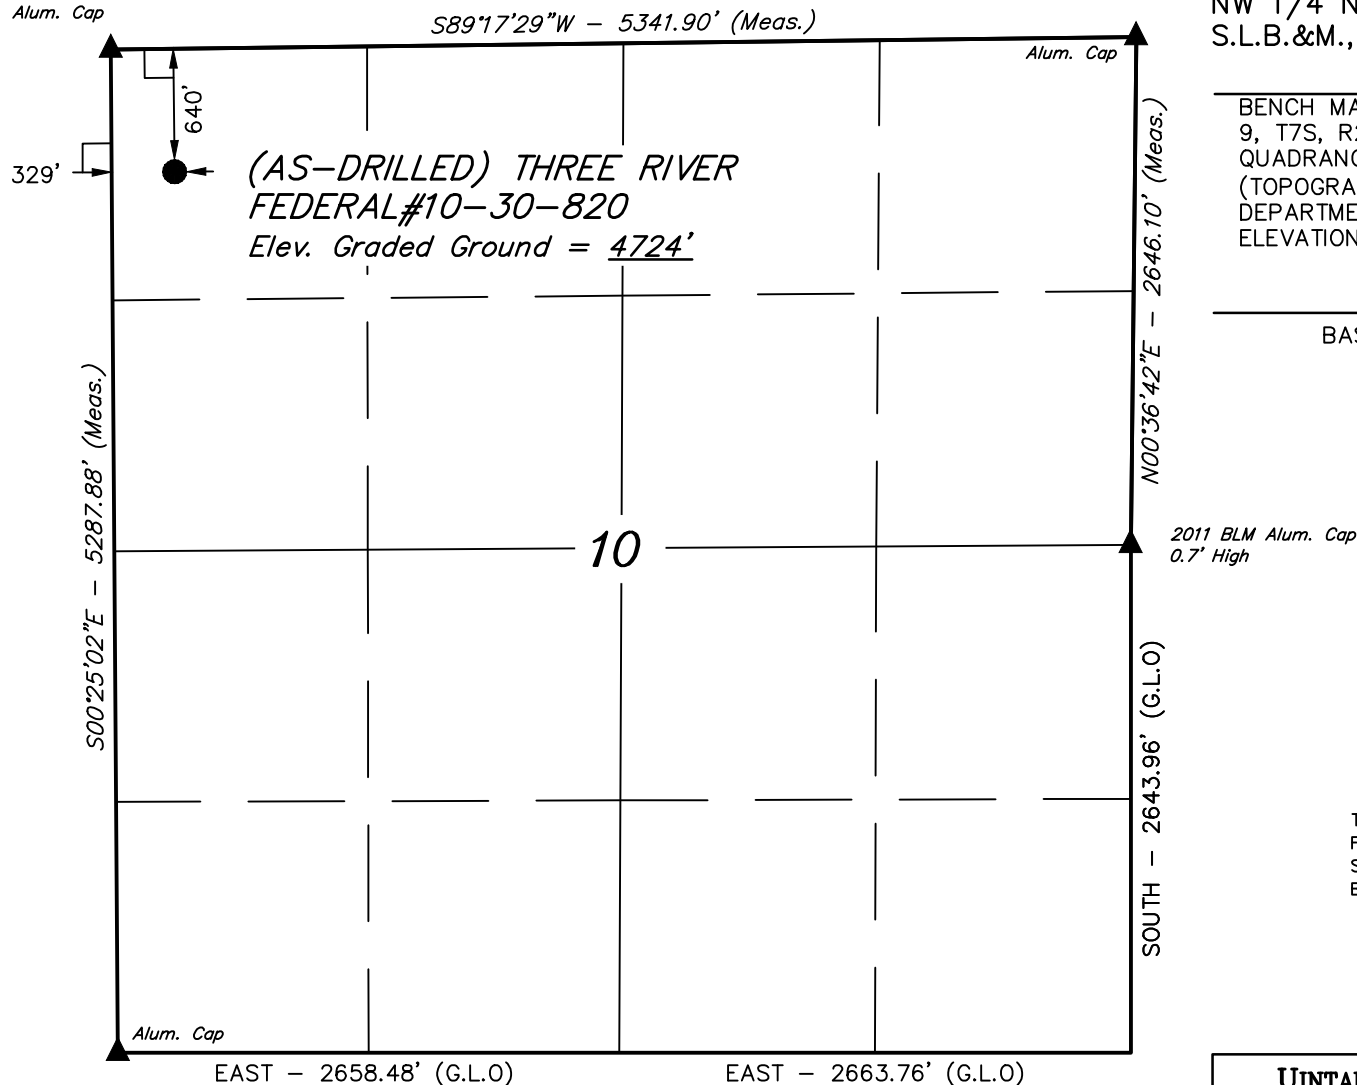 Alum. Cap
S89°17'29"W – 5341.90' (Meas.)
Alum. Cap
640'
329'
(AS-DRILLED) THREE RIVER
FEDERAL#10-30-820
Elev. Graded Ground = 4724'
N00°36'42"E – 2646.10' (Meas.)
S00°25'02"E – 5287.88' (Meas.)
10
2011 BLM Alum. Cap
0.7' High
SOUTH – 2643.96' (G.L.O)
Alum. Cap
EAST – 2658.48' (G.L.O)
EAST – 2663.76' (G.L.O)
NW 1/4 N
S.L.B.&M.,
BENCH MA
9, T7S, R
QUADRANG
(TOPOGRA
DEPARTME
ELEVATION
BAS
T
F
S
B
UINTA